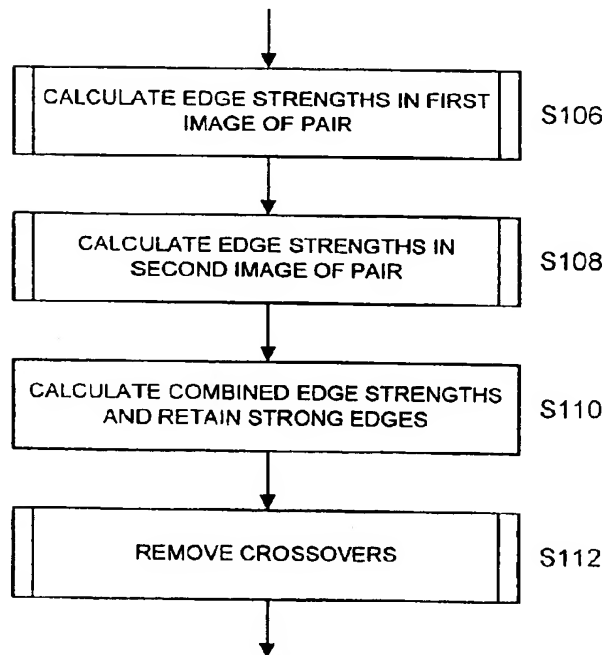 CALCULATE EDGE STRENGTHS IN FIRST
IMAGE OF PAIR
S106
CALCULATE EDGE STRENGTHS IN
SECOND IMAGE OF PAIR
S108
CALCULATE COMBINED EDGE STRENGTHS
AND RETAIN STRONG EDGES
S110
REMOVE CROSSOVERS
S112